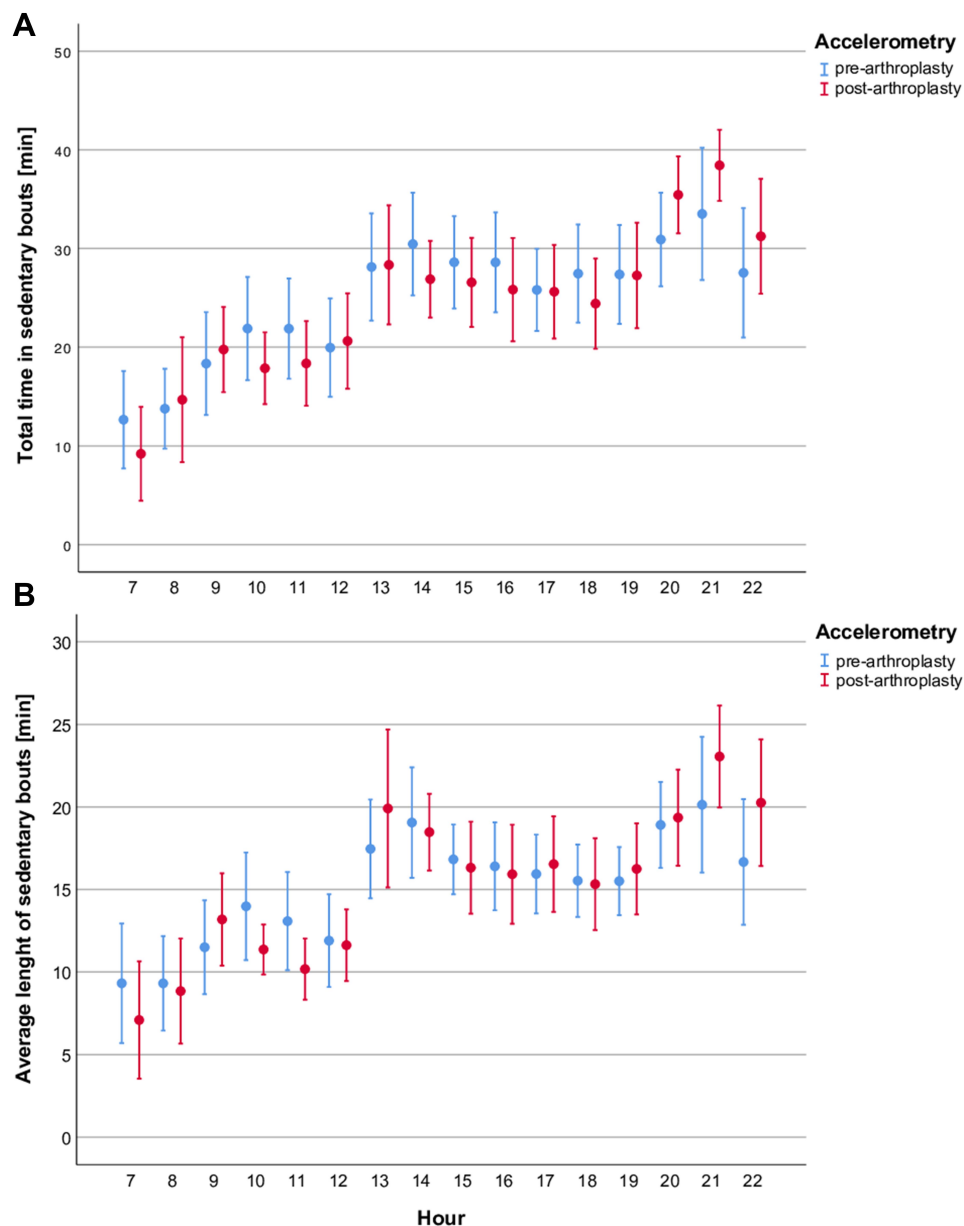 A
Accelerometry
pre-arthroplasty
post-arthroplasty
Total time in sedentary bouts [min]
50
40
30
20
10
0
7 8 9 10 11 12 13 14 15 16 17 18 19 20 21 22
B
Accelerometry
pre-arthroplasty
post-arthroplasty
Average lenght of sedentary bouts [min]
30
25
20
15
10
5
0
7 8 9 10 11 12 13 14 15 16 17 18 19 20 21 22
Hour